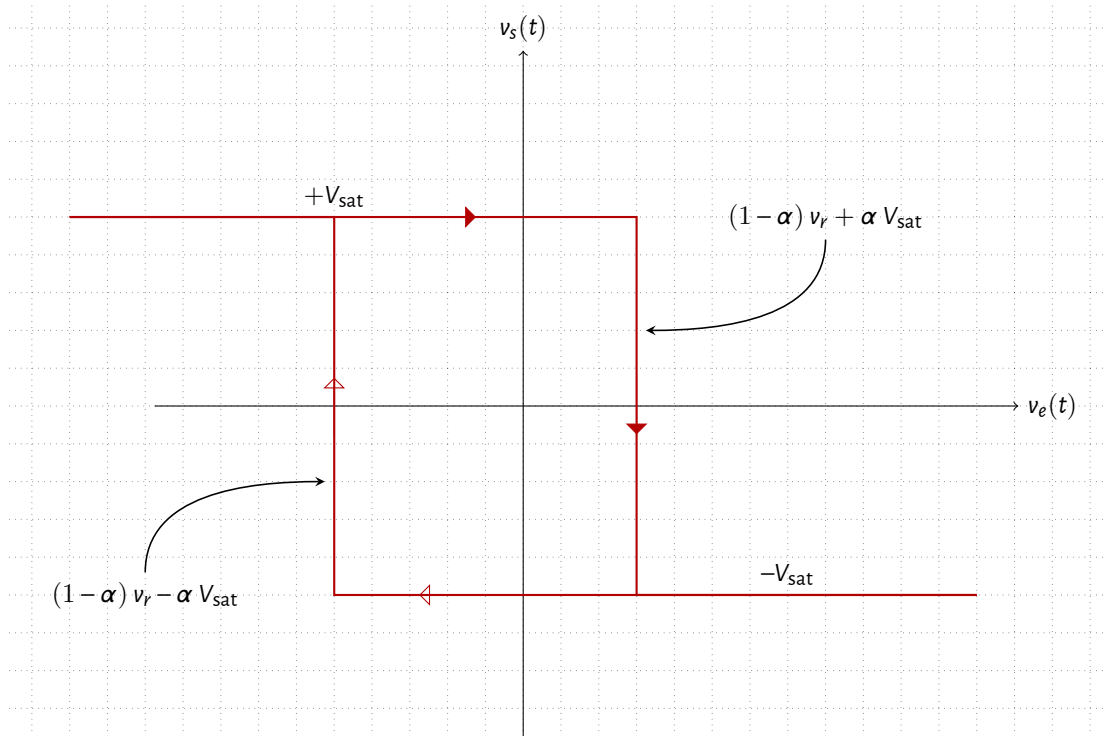 v_s(t)
+V_sat
(1 − α) v_r + α V_sat
v_e(t)
−V_sat
(1 − α) v_r − α V_sat